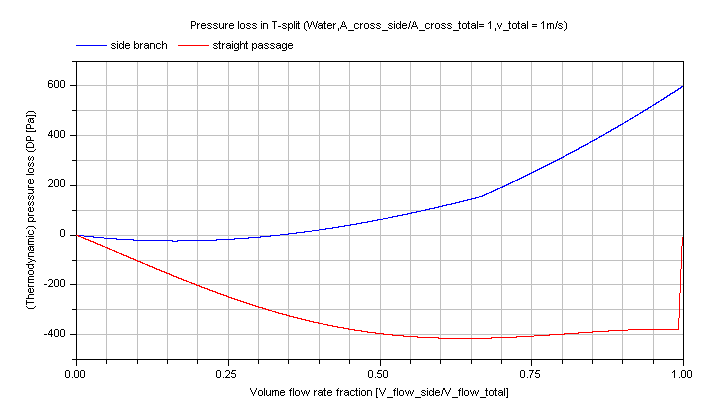 Pressure loss in T-split (Water,A_cross_side/A_cross_total= 1,v_total = 1m/s)
side branch straight passage
(Thermodynamic) pressure loss (DP [Pa])
600
400
200
0
-200
-400
0.00 0.25 0.50 0.75 1.00
Volume flow rate fraction [V_flow_side/V_flow_total]